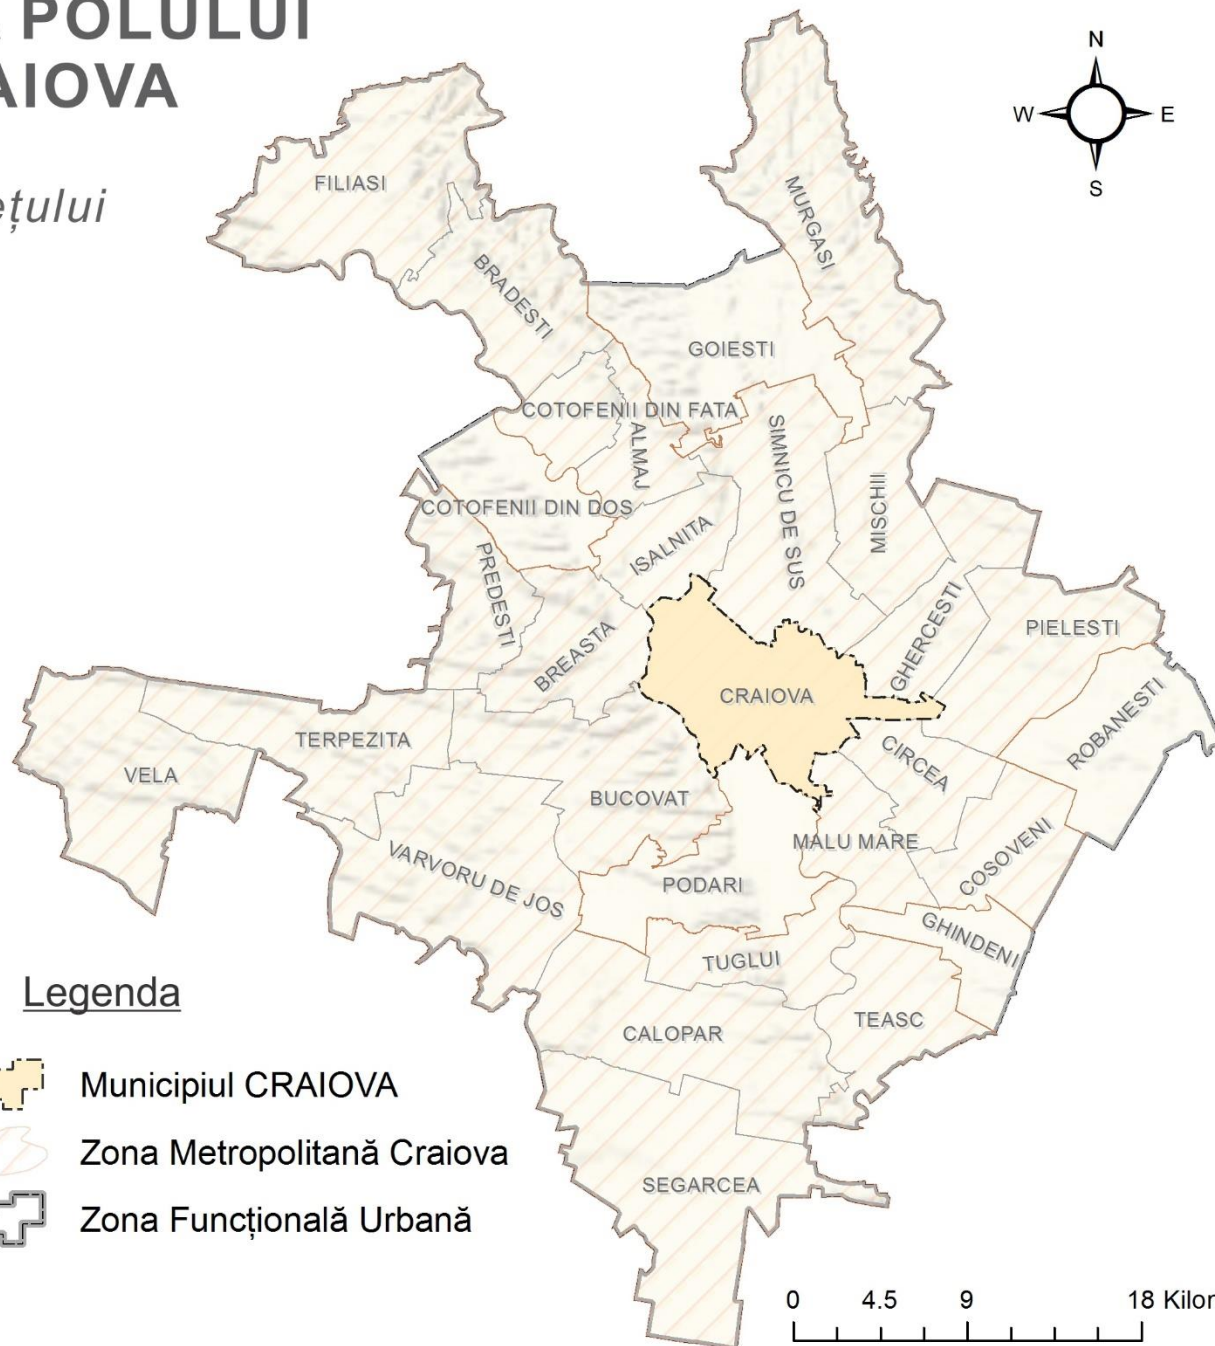 POLULUI
AIOVA
ețului
N
W E
S
FILIASI
MURGASI
BRADESTI
GOIESTI
COTOFENII DIN FATA
ALMAJ
SIMNICU DE SUS
MISCHII
COTOFENII DIN DOS
ISALNITA
PREDESTI
BREASTA
GHERCESTI
PIELESTI
ROBANESTI
CRAIOVA
TERPEZITA
VELA
CIRCEA
BUCOVAT
MALU MARE
COSOVENI
VARVORU DE JOS
PODARI
GHINDENI
TUGLUI
TEASC
CALOPAR
SEGARCEA
Legenda
Municipiul CRAIOVA
Zona Metropolitană Craiova
Zona Funcțională Urbană
0 4.5 9 18 Kilor